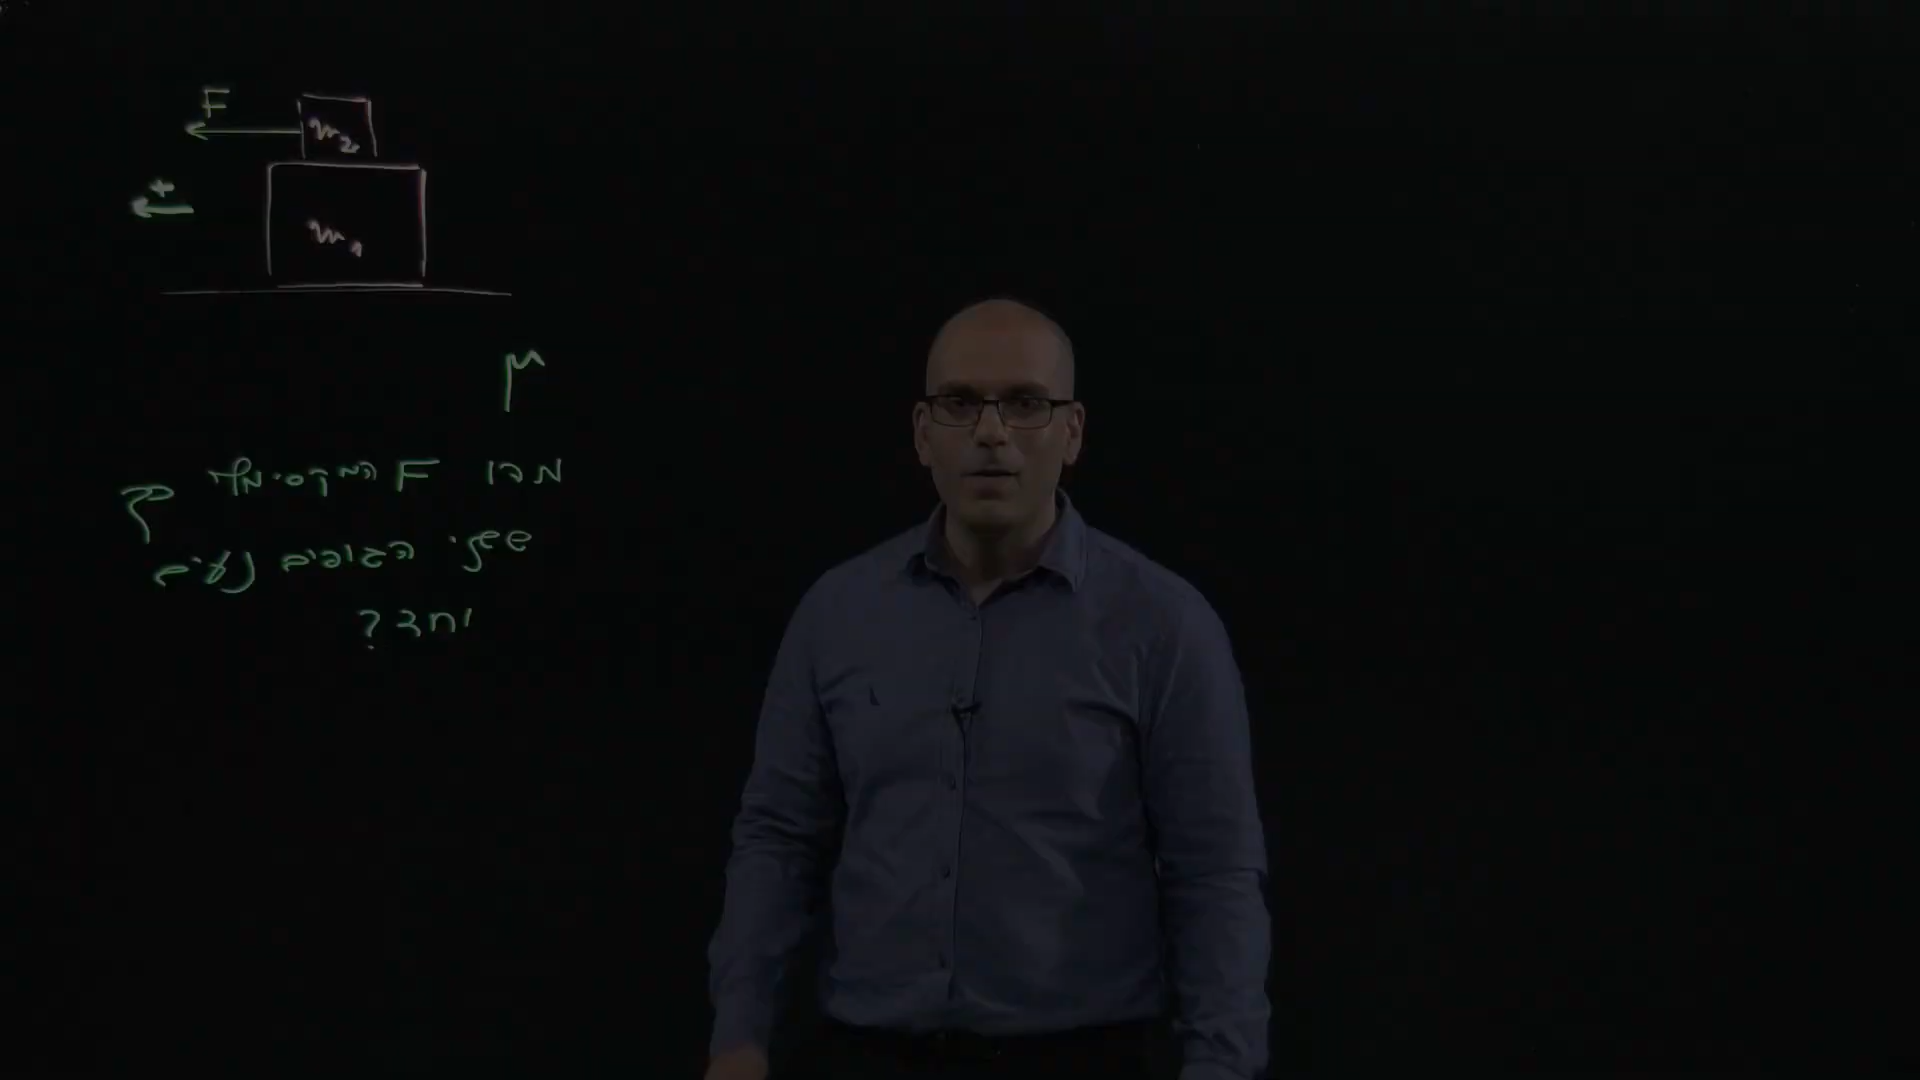 F
m₂
+
m₁
μ
מהו F המקסימלי כך
ששני הגופים נעים
יחד?